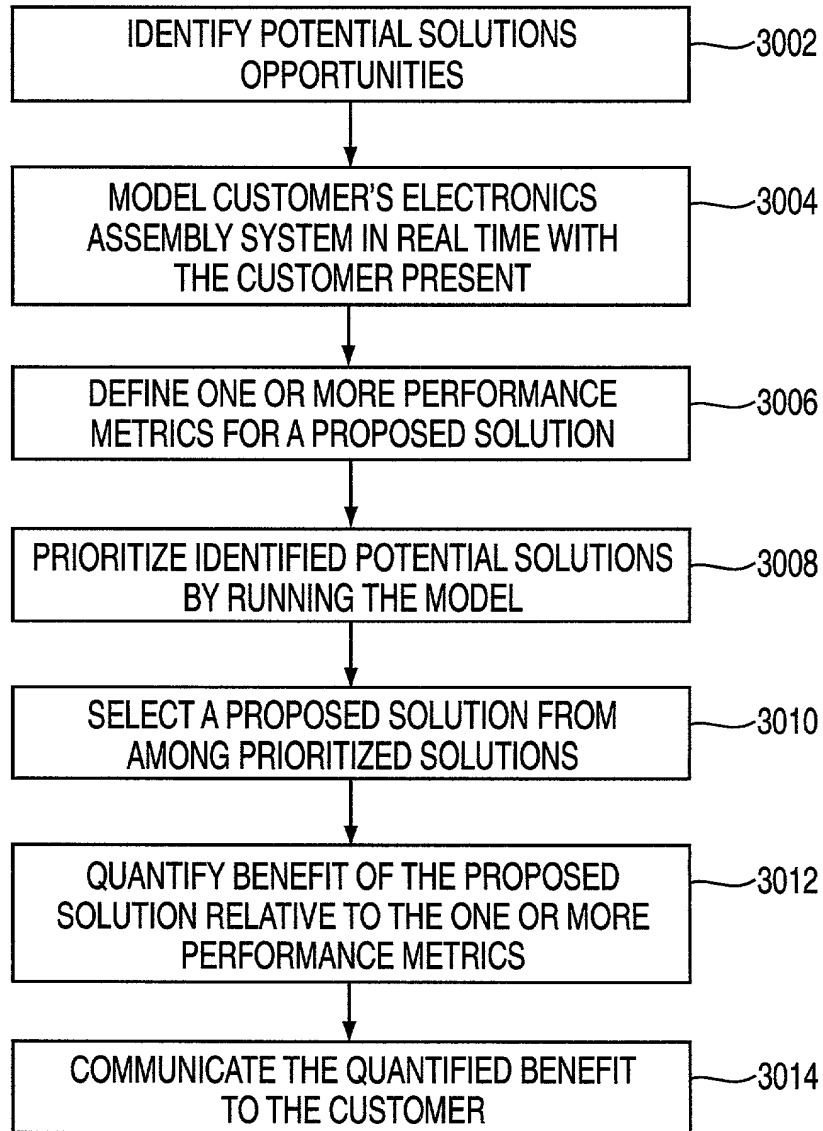 IDENTIFY POTENTIAL SOLUTIONS
OPPORTUNITIES
3002
MODEL CUSTOMER'S ELECTRONICS
ASSEMBLY SYSTEM IN REAL TIME WITH
THE CUSTOMER PRESENT
3004
DEFINE ONE OR MORE PERFORMANCE
METRICS FOR A PROPOSED SOLUTION
3006
PRIORITIZE IDENTIFIED POTENTIAL SOLUTIONS
BY RUNNING THE MODEL
3008
SELECT A PROPOSED SOLUTION FROM
AMONG PRIORITIZED SOLUTIONS
3010
QUANTIFY BENEFIT OF THE PROPOSED
SOLUTION RELATIVE TO THE ONE OR MORE
PERFORMANCE METRICS
3012
COMMUNICATE THE QUANTIFIED BENEFIT
TO THE CUSTOMER
3014